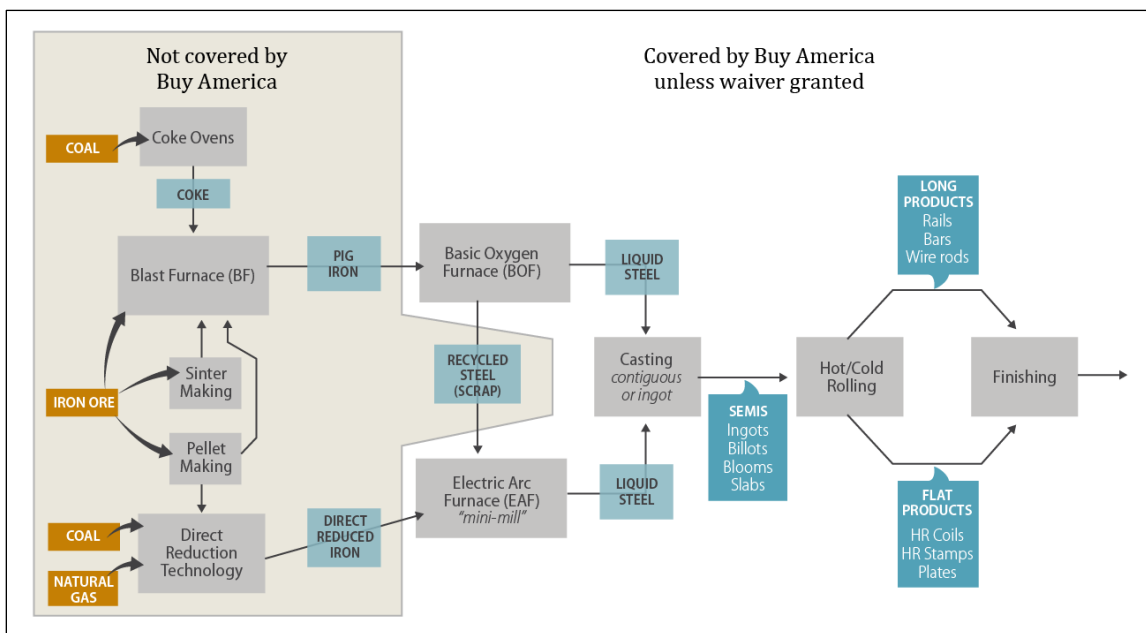 Not covered by
Buy America
Covered by Buy America
unless waiver granted
COAL
Coke Ovens
COKE
Blast Furnace (BF)
PIG
IRON
Basic Oxygen
Furnace (BOF)
LIQUID
STEEL
LONG
PRODUCTS
Rails
Bars
Wire rods
IRON ORE
Sinter
Making
RECYCLED
STEEL
(SCRAP)
Casting
contiguous
or ingot
Hot/Cold
Rolling
Finishing
SEMIS
Ingots
Billots
Blooms
Slabs
Pellet
Making
Electric Arc
Furnace (EAF)
"mini-mill"
LIQUID
STEEL
COAL
NATURAL
GAS
Direct
Reduction
Technology
DIRECT
REDUCED
IRON
FLAT
PRODUCTS
HR Coils
HR Stamps
Plates